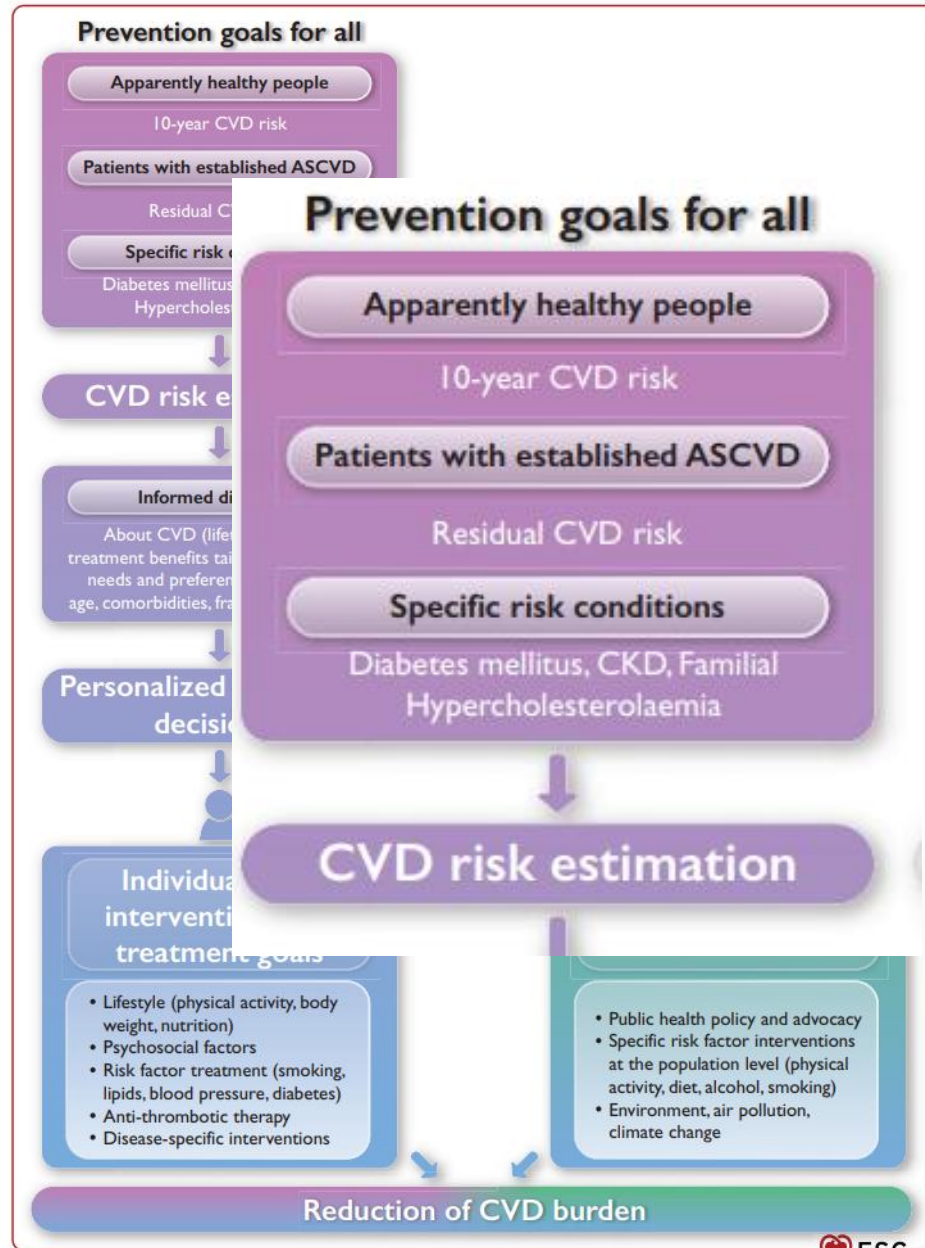 Prevention goals for all
Apparently healthy people
10-year CVD risk
Patients with established ASCVD
Residual C
Specific risk
Diabetes mellitus
Hypercholes
CVD risk e
Informed di
About CVD (lifet
treatment benefits tai
needs and preferen
age, comorbidities, fra
Personalized
decisi
Individua
interventi
treatment goals
• Lifestyle (physical activity, body
weight, nutrition)
• Psychosocial factors
• Risk factor treatment (smoking,
lipids, blood pressure, diabetes)
• Anti-thrombotic therapy
• Disease-specific interventions
Prevention goals for all
Apparently healthy people
10-year CVD risk
Patients with established ASCVD
Residual CVD risk
Specific risk conditions
Diabetes mellitus, CKD, Familial
Hypercholesterolaemia
CVD risk estimation
• Public health policy and advocacy
• Specific risk factor interventions
at the population level (physical
activity, diet, alcohol, smoking)
• Environment, air pollution,
climate change
Reduction of CVD burden
ESC